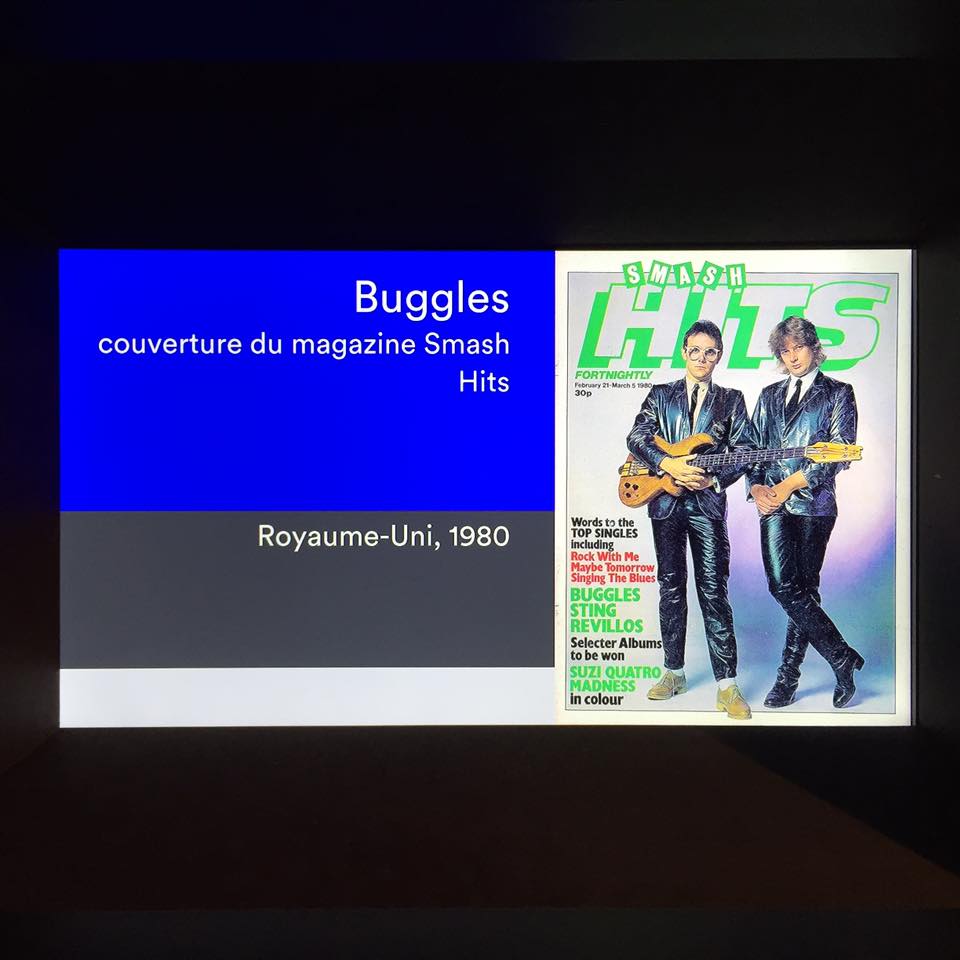 Buggles
couverture du magazine Smash
Hits
Royaume-Uni, 1980
SMASH
HITS
FORTNIGHTLY
February 21-March 5 1980
30p
Words to the
TOP SINGLES
including
Rock With Me
Maybe Tomorrow
Singing The Blues
BUGGLES
STING
REVILLOS
Selecter Albums
to be won
SUZI QUATRO
MADNESS
in colour